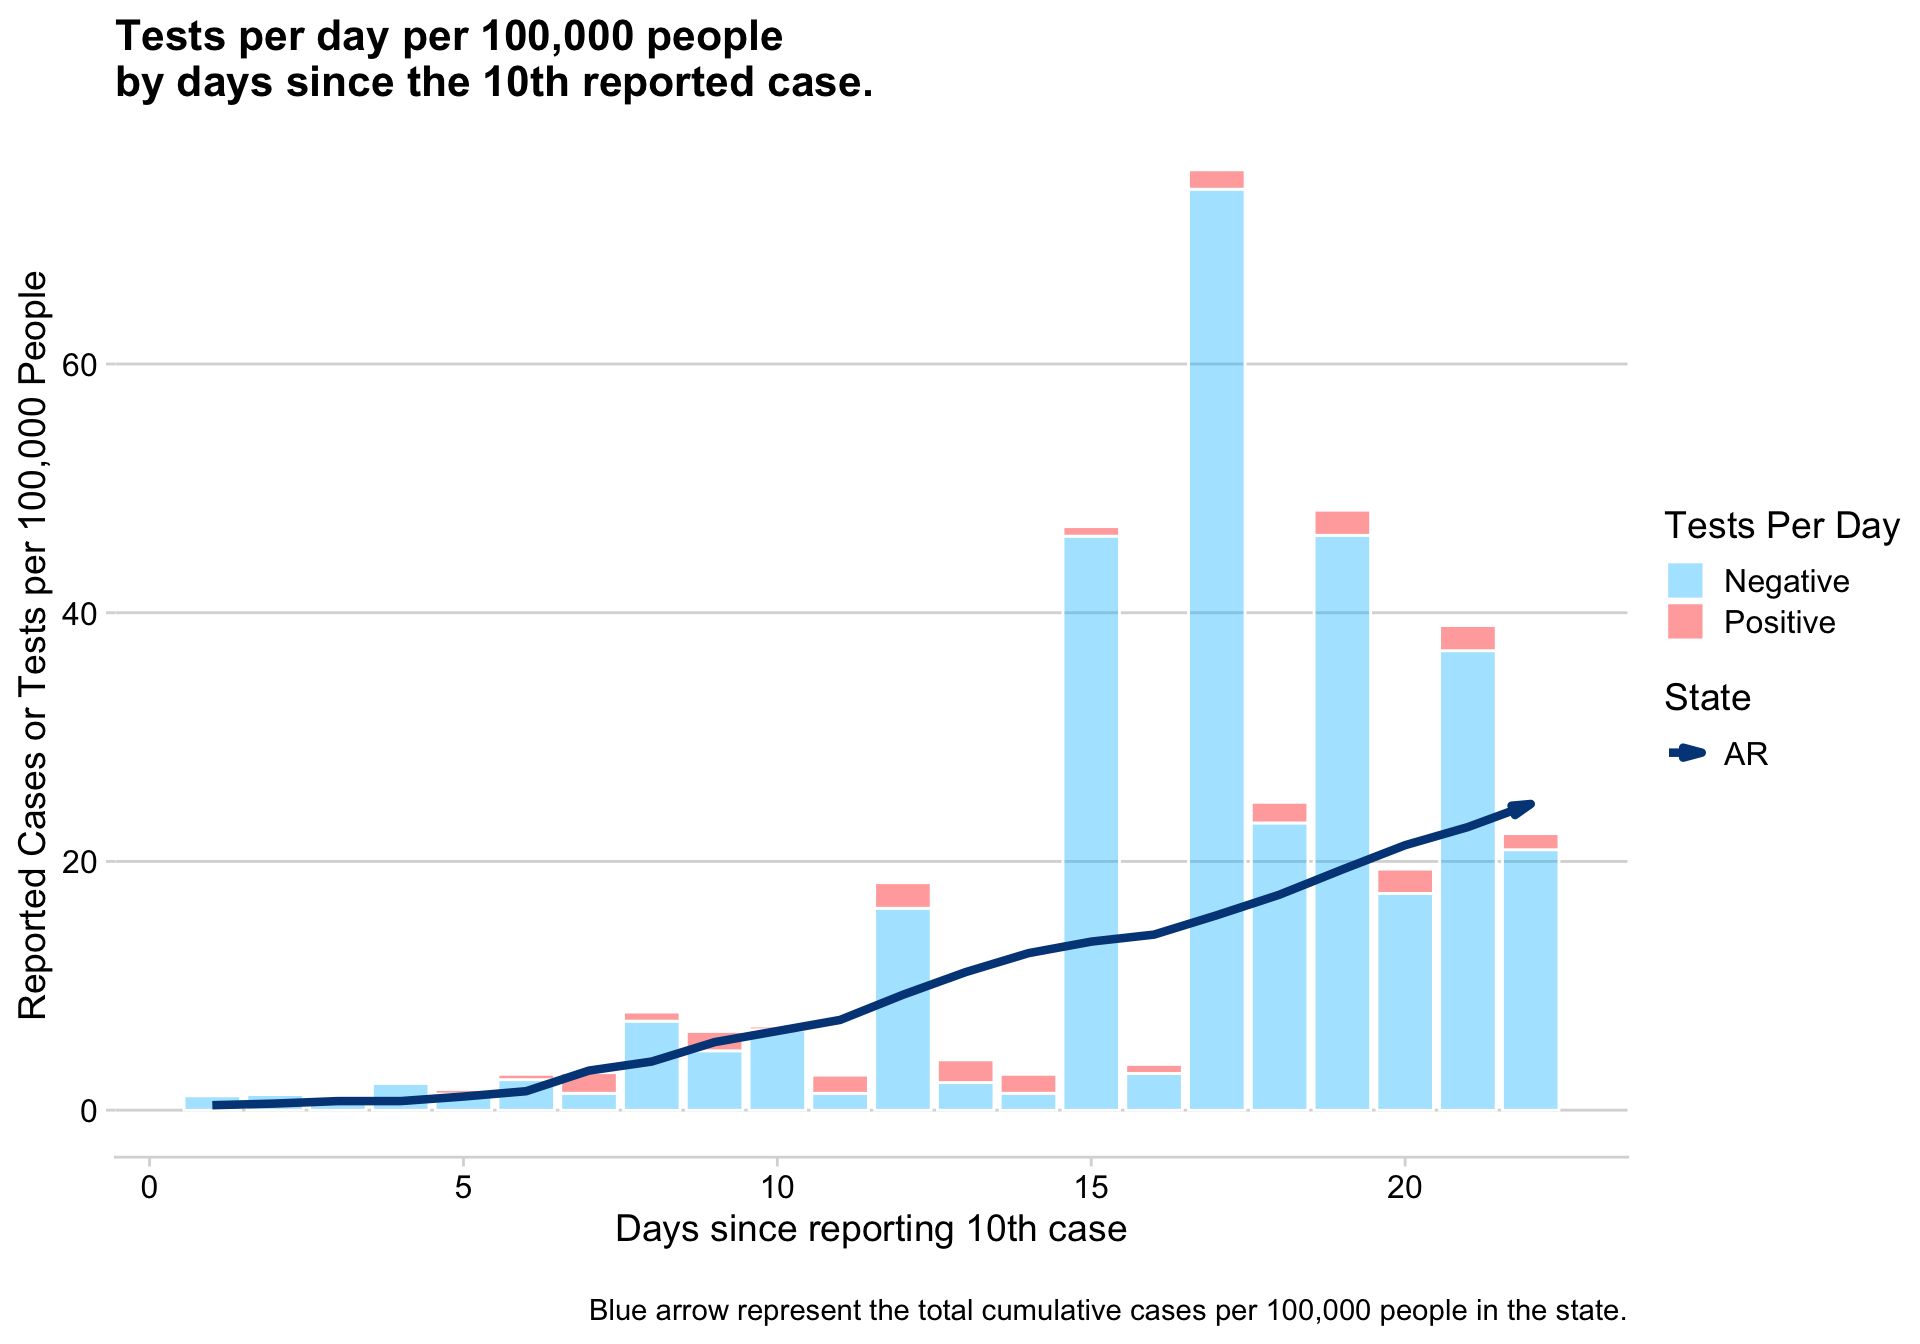 Tests per day per 100,000 people
by days since the 10th reported case.
Reported Cases or Tests per 100,000 People
60
40
20
0
0
5
10
15
20
Days since reporting 10th case
Tests Per Day
Negative
Positive
State
AR
Blue arrow represent the total cumulative cases per 100,000 people in the state.